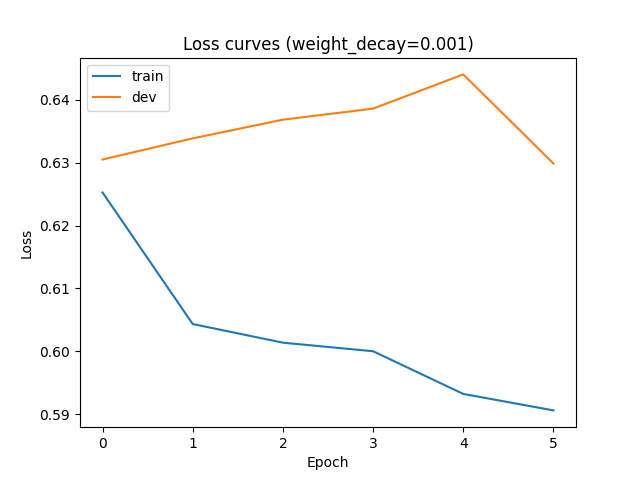 Loss curves (weight_decay=0.001)
train
dev
0.64
0.63
0.62
0.61
0.60
0.59
Loss
0 1 2 3 4 5
Epoch